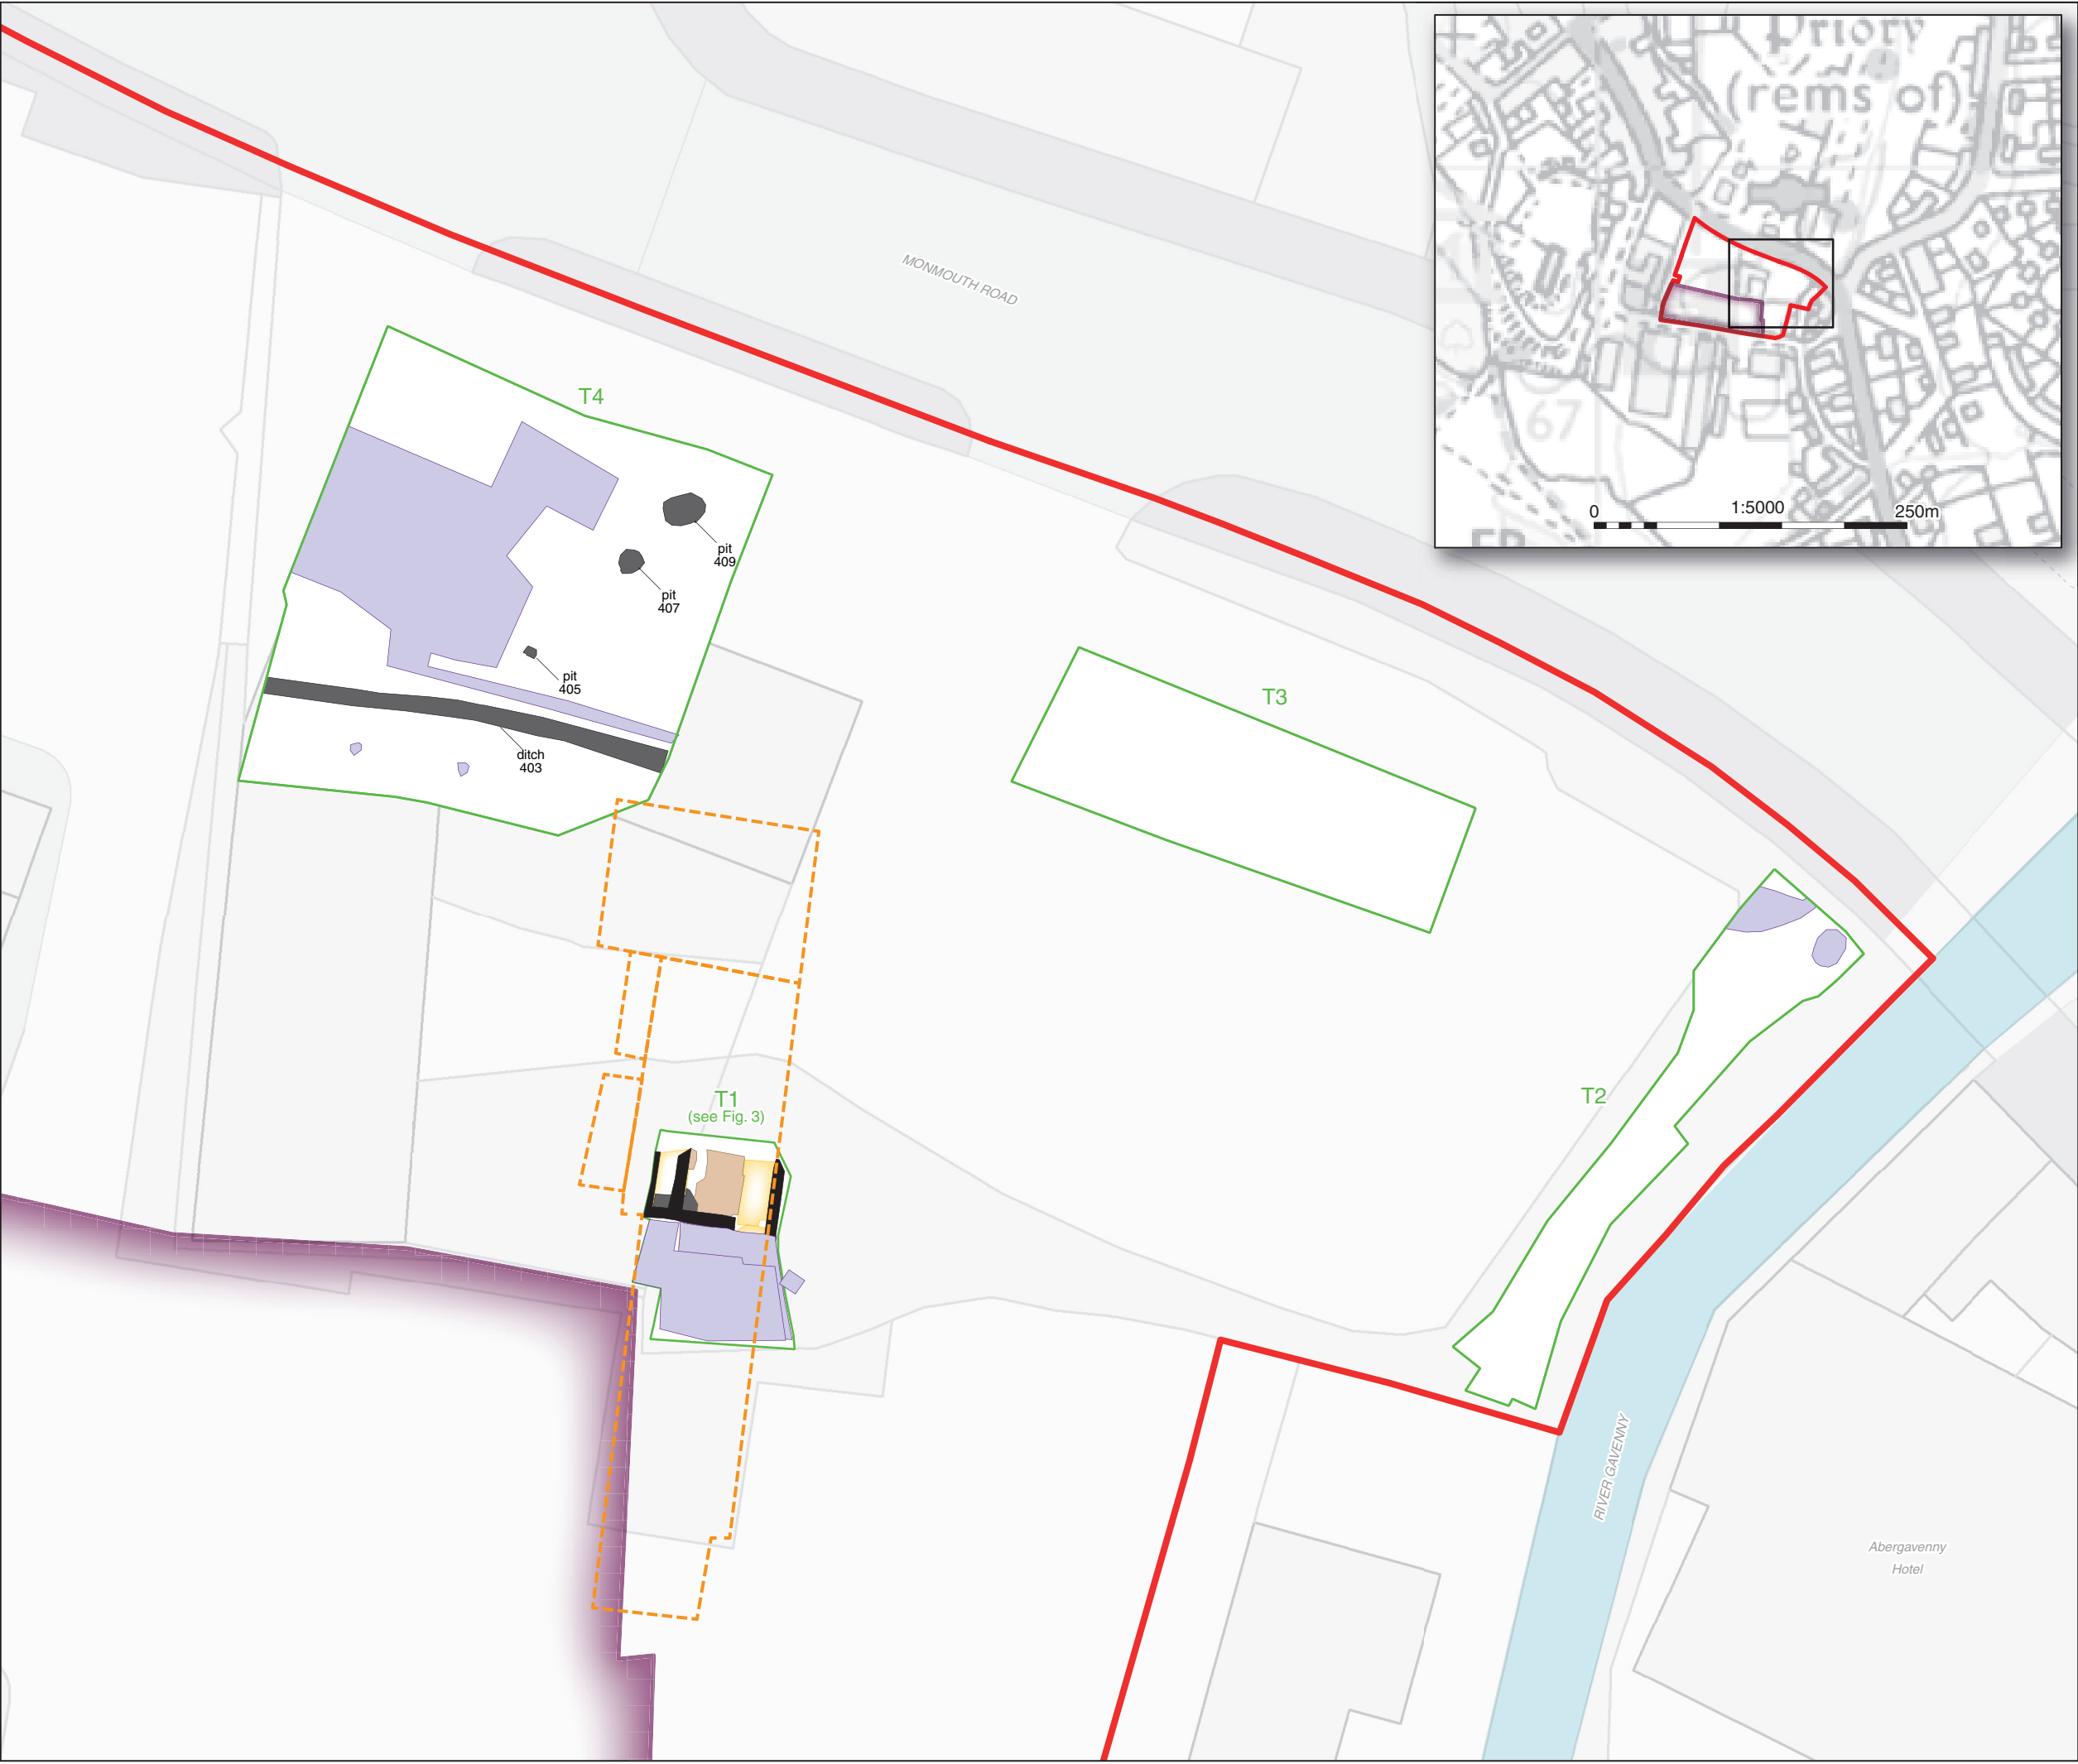 Priory
(rems of)
67
0
1:5000
250m
MONMOUTH ROAD
T4
pit
409
pit
407
pit
405
ditch
403
T3
T2
T1
(see Fig. 3)
RIVER GAVENNY
Abergavenny
Hotel